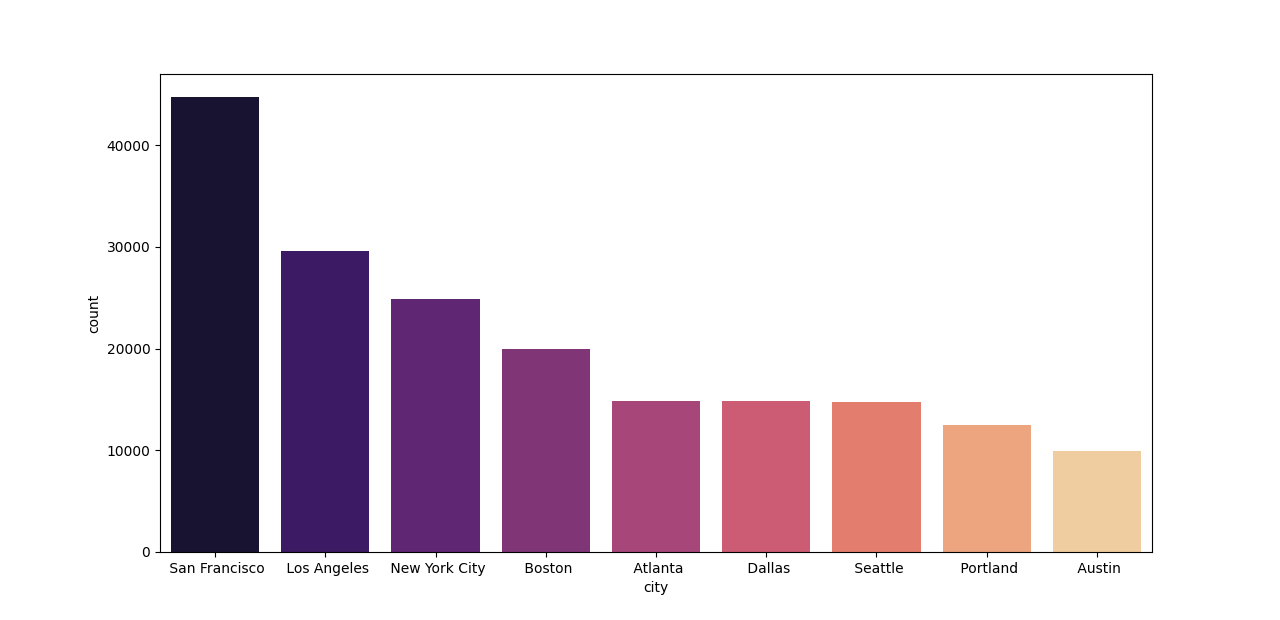 40000
30000
20000
10000
0
count
San Francisco Los Angeles New York City Boston Atlanta Dallas Seattle Portland Austin
city